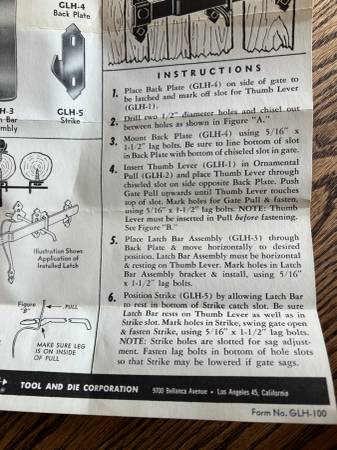 GLH-4
Back Plate
H-3
Bar
mbly
GLH-5
Strike
INSTRUCTIONS
1. Place Back Plate (GLH-4) on side of gate to
be latched and mark off slot for Thumb Lever
(GLH-1).
2. Drill two 1/2" diameter holes and chisel out
between holes as shown in Figure "A."
3. Mount Back Plate (GLH-4) using 5/16" x
1-1/2" lag bolts. Be sure to line bottom of slot
in Back Plate with bottom of chiseled slot in gate.
4. Insert Thumb Lever (GLH-1) in Ornamental
Pull (GLH-2) and place Thumb Lever through
chiseled slot on side opposite Back Plate. Push
Gate Pull upwards until Thumb Lever touches
top of slot. Mark holes for Gate Pull & fasten
using 5/16" x 1-1/2" lag bolts. NOTE: Thumb
Lever must be inserted in Pull before fastening.
See Figure "B."
5. Place Latch Bar Assembly (GLH-3) through
Back Plate & move horizontally to desired
position. Latch Bar Assembly must be horizontal
& resting on Thumb Lever. Mark holes in Latch
Bar Assembly bracket & install, using 5/16"
x 1-1/2" lag bolts.
6. Position Strike (GLH-5) by allowing Latch Bar
to rest in bottom of Strike catch slot. Be sure
Latch Bar rests on Thumb Lever as well as in
Strike slot. Mark holes in Strike, swing gate open
& fasten Strike, using 5/16" x 1-1/2" lag bolts.
NOTE: Strike holes are slotted for sag adjust-
ment. Fasten lag bolts in bottom of hole slots
so that Strike may be lowered if gate sags.
Illustration Shows
Application of
Installed Latch
Figure
"B"
PULL
MAKE SURE LEG
IS ON INSIDE
OF PULL
TOOL AND DIE CORPORATION 5700 Bellanca Avenue • Los Angeles 45, California
Form No. GLH-100